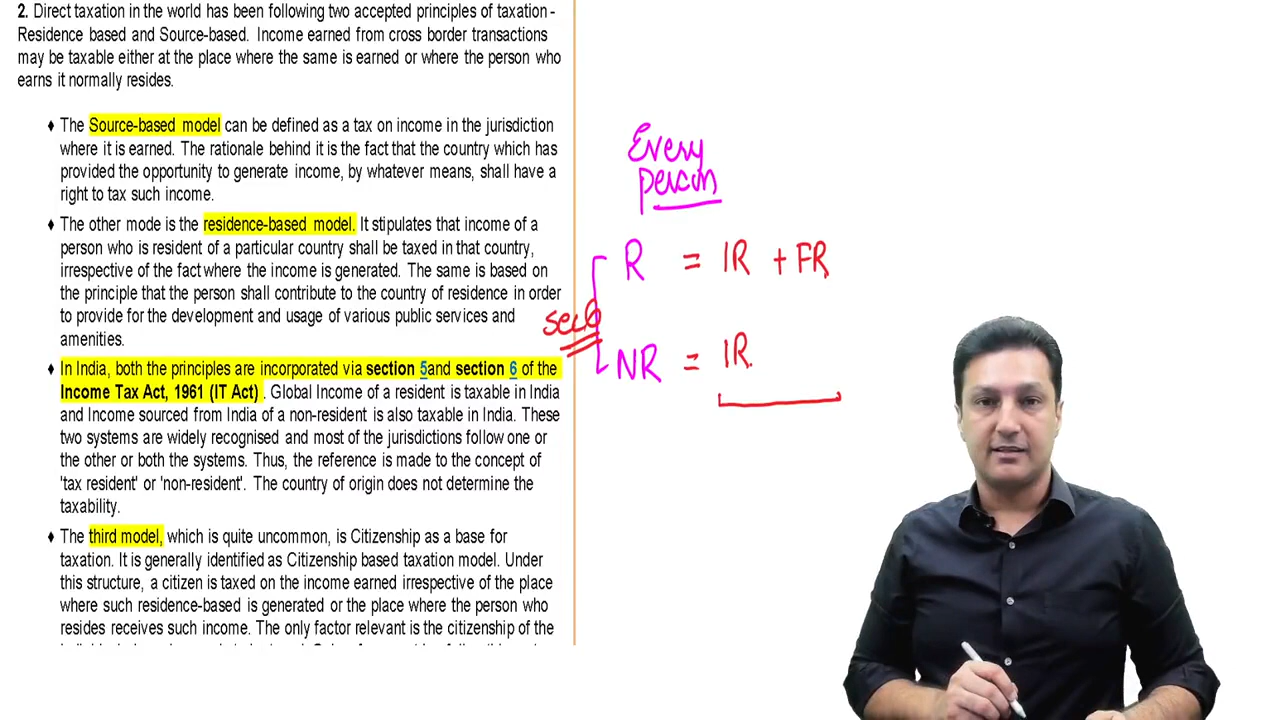 2. Direct taxation in the world has been following two accepted principles of taxation -
Residence based and Source-based. Income earned from cross border transactions
may be taxable either at the place where the same is earned or where the person who
earns it normally resides.
♦ The Source-based model can be defined as a tax on income in the jurisdiction
where it is earned. The rationale behind it is the fact that the country which has
provided the opportunity to generate income, by whatever means, shall have a
right to tax such income.
♦ The other mode is the residence-based model. It stipulates that income of a
person who is resident of a particular country shall be taxed in that country,
irrespective of the fact where the income is generated. The same is based on
the principle that the person shall contribute to the country of residence in order
to provide for the development and usage of various public services and
amenities.
♦ In India, both the principles are incorporated via section 5and section 6 of the
Income Tax Act, 1961 (IT Act) . Global Income of a resident is taxable in India
and Income sourced from India of a non-resident is also taxable in India. These
two systems are widely recognised and most of the jurisdictions follow one or
the other or both the systems. Thus, the reference is made to the concept of
'tax resident' or 'non-resident'. The country of origin does not determine the
taxability.
♦ The third model, which is quite uncommon, is Citizenship as a base for
taxation. It is generally identified as Citizenship based taxation model. Under
this structure, a citizen is taxed on the income earned irrespective of the place
where such residence-based is generated or the place where the person who
resides receives such income. The only factor relevant is the citizenship of the
Every
person
R = IR + FR
sec6
NR = IR